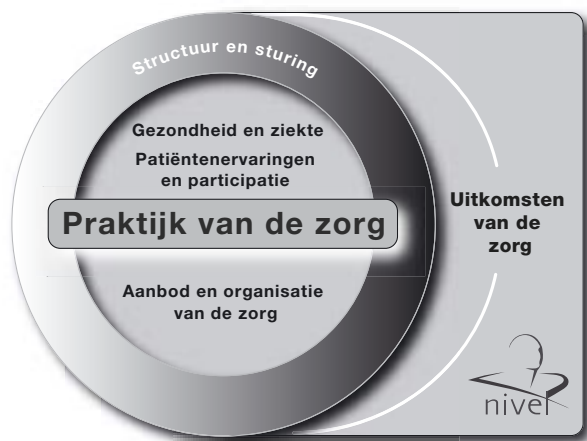 Structuur en sturing
Gezondheid en ziekte
Patiëntenervaringen
en participatie
Praktijk van de zorg
Aanbod en organisatie
van de zorg
Uitkomsten
van de
zorg
nivel